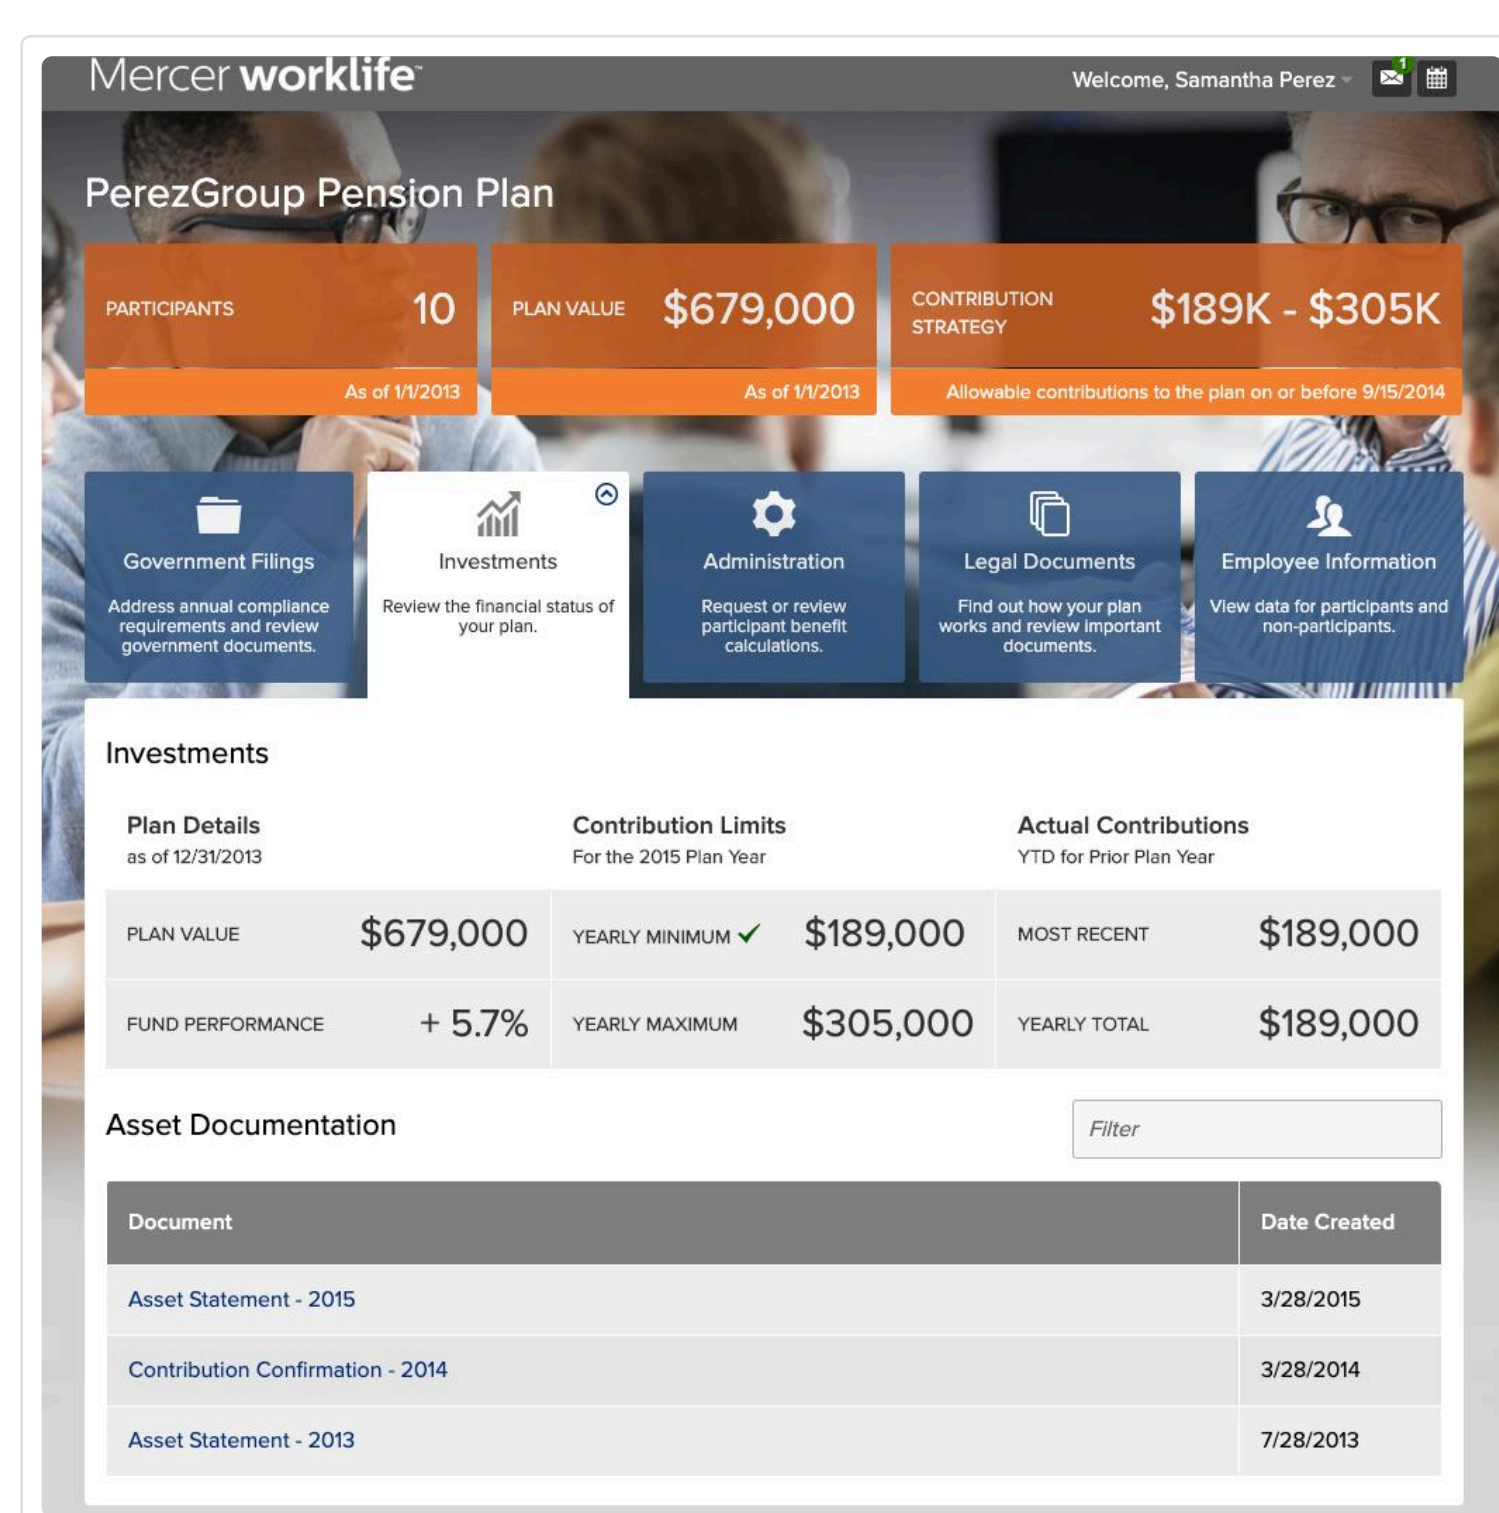 Mercer worklife™
Welcome, Samantha Perez
1
PerezGroup Pension Plan
PARTICIPANTS
10
As of 1/1/2013
PLAN VALUE
$679,000
As of 1/1/2013
CONTRIBUTION
STRATEGY
$189K - $305K
Allowable contributions to the plan on or before 9/15/2014
Government Filings
Address annual compliance
requirements and review
government documents.
Investments
Review the financial status of
your plan.
Administration
Request or review
participant benefit
calculations.
Legal Documents
Find out how your plan
works and review important
documents.
Employee Information
View data for participants and
non-participants.
Investments
Plan Details
as of 12/31/2013
Contribution Limits
For the 2015 Plan Year
Actual Contributions
YTD for Prior Plan Year
PLAN VALUE
$679,000
YEARLY MINIMUM
$189,000
MOST RECENT
$189,000
FUND PERFORMANCE
+ 5.7%
YEARLY MAXIMUM
$305,000
YEARLY TOTAL
$189,000
Asset Documentation
Filter
Document
Date Created
Asset Statement - 2015
3/28/2015
Contribution Confirmation - 2014
3/28/2014
Asset Statement - 2013
7/28/2013